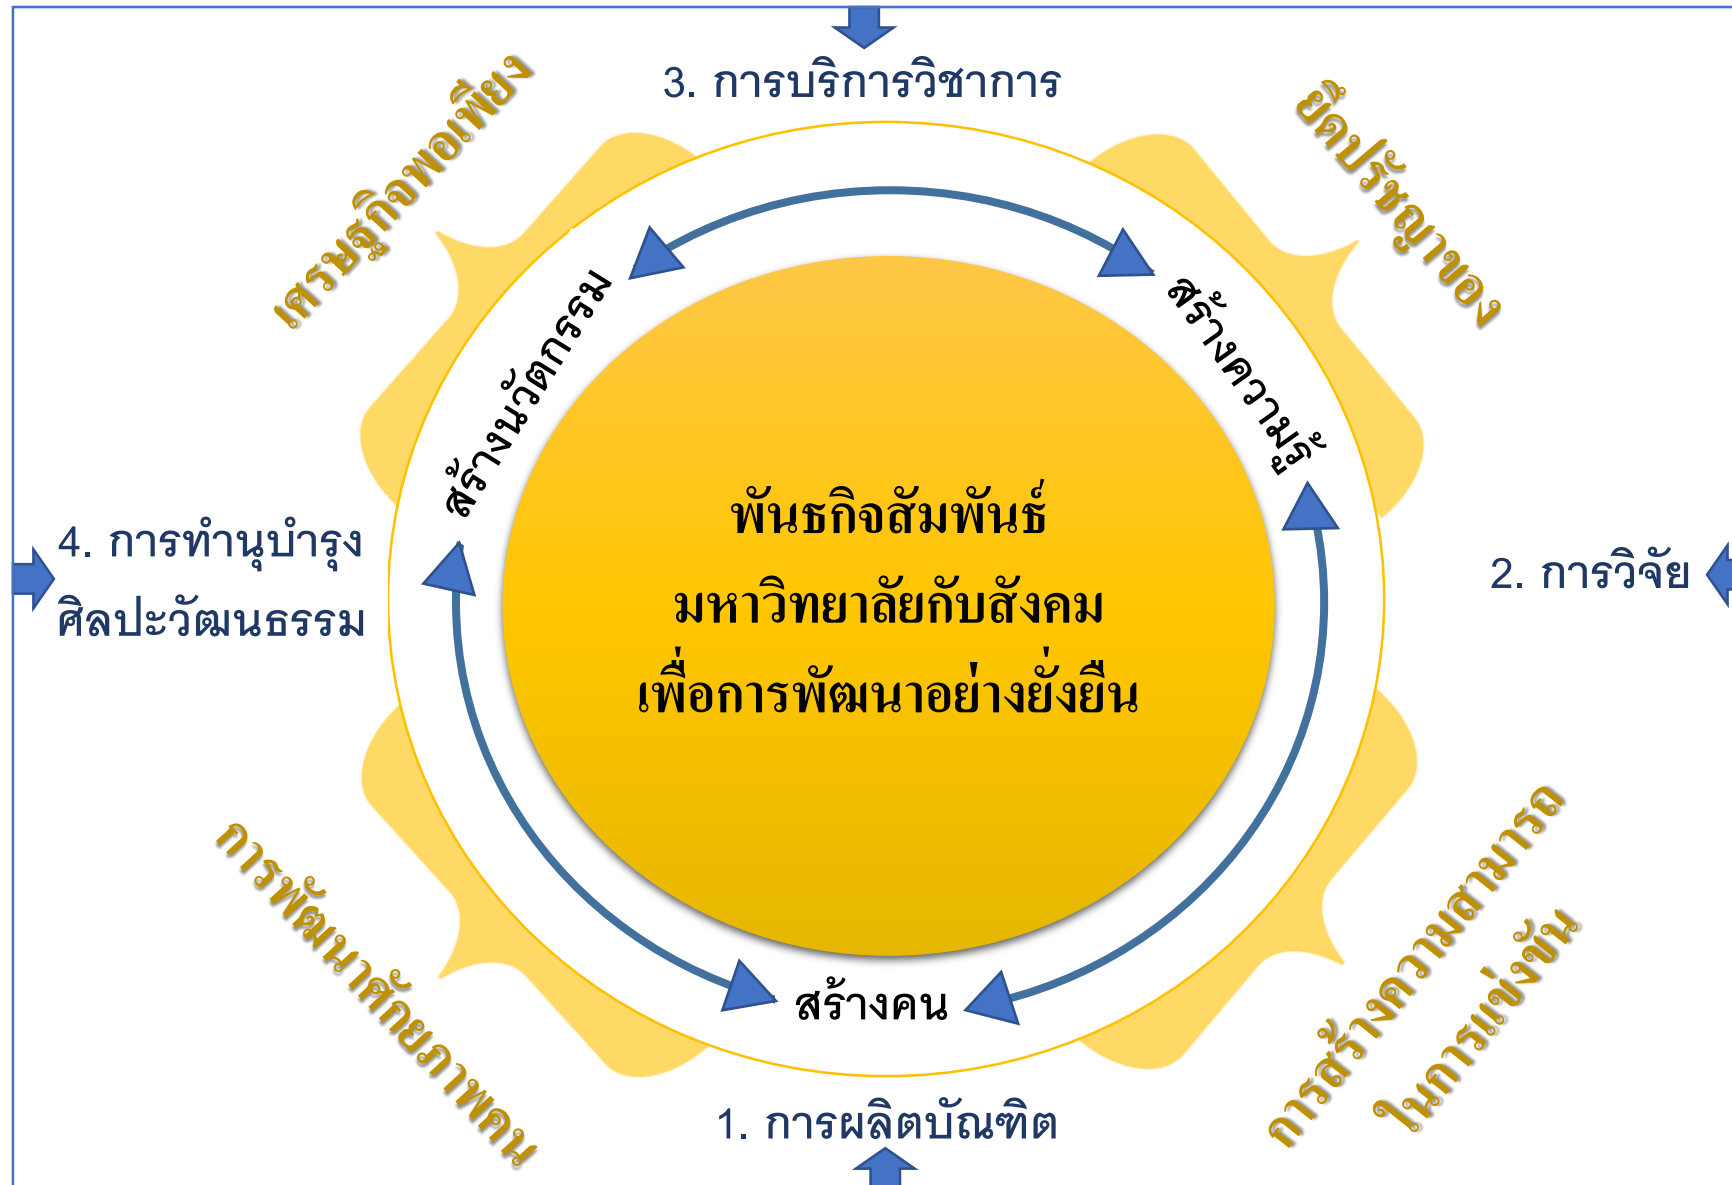 3. การบริการวิชาการ
เศรษฐกิจพอเพียง
ยึดปรัชญาของ
สร้างนวัตกรรม
สร้างความรู้
พันธกิจสัมพันธ์
มหาวิทยาลัยกับสังคม
เพื่อการพัฒนาอย่างยั่งยืน
4. การทำนุบำรุง
ศิลปะวัฒนธรรม
2. การวิจัย
สร้างคน
การพัฒนาศักยภาพคน
การสร้างความสามารถ
ในการแข่งขัน
1. การผลิตบัณฑิต